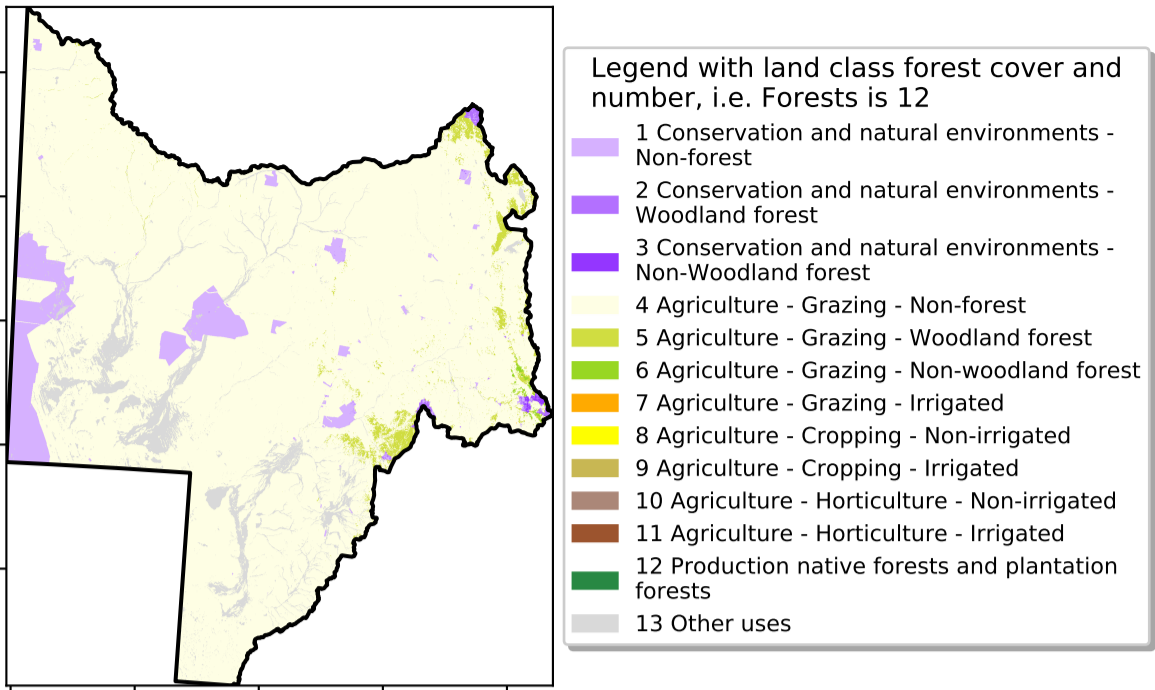 Legend with land class forest cover and
number, i.e. Forests is 12
1 Conservation and natural environments -
Non-forest
2 Conservation and natural environments -
Woodland forest
3 Conservation and natural environments -
Non-Woodland forest
4 Agriculture - Grazing - Non-forest
5 Agriculture - Grazing - Woodland forest
6 Agriculture - Grazing - Non-woodland forest
7 Agriculture - Grazing - Irrigated
8 Agriculture - Cropping - Non-irrigated
9 Agriculture - Cropping - Irrigated
10 Agriculture - Horticulture - Non-irrigated
11 Agriculture - Horticulture - Irrigated
12 Production native forests and plantation
forests
13 Other uses